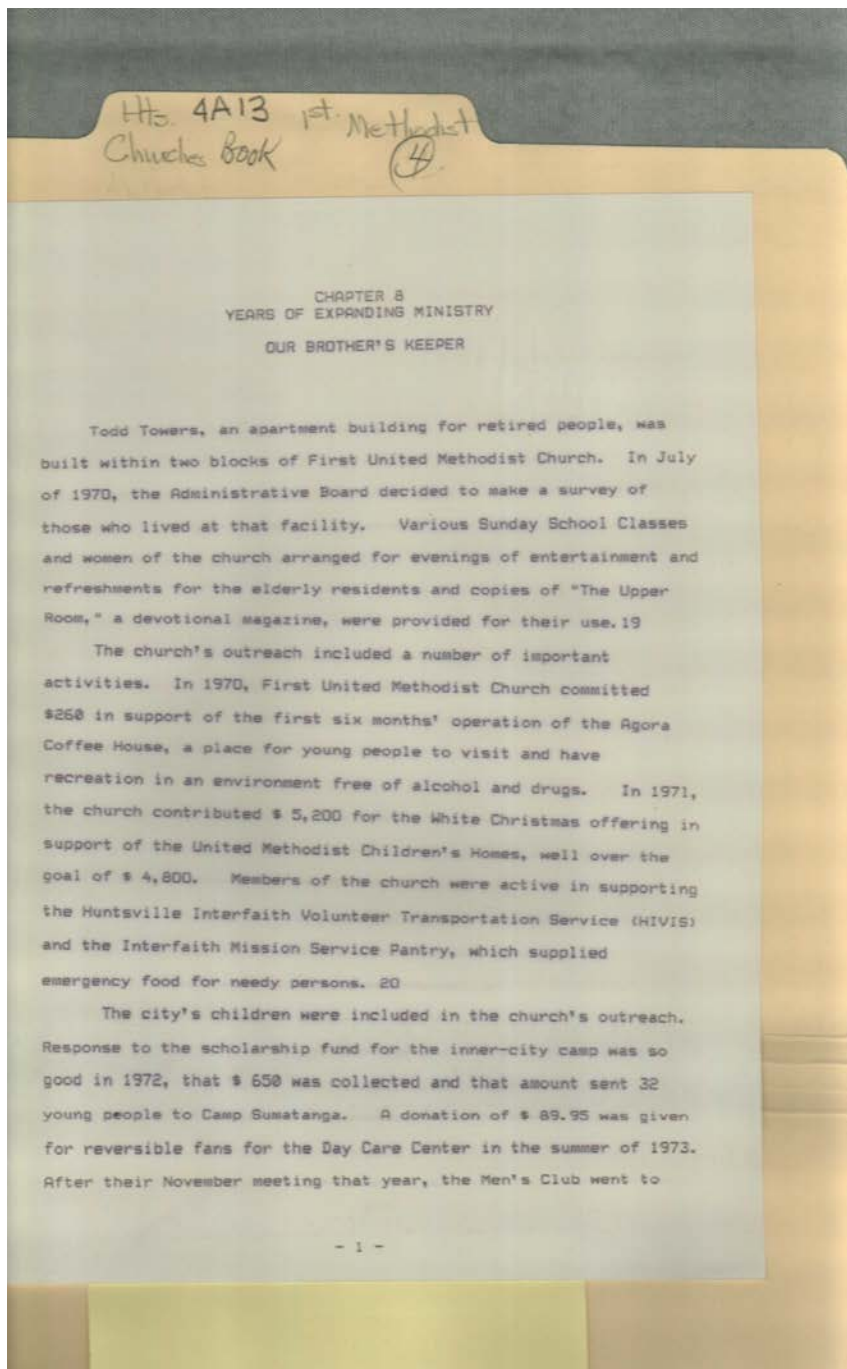 Hts. 4A13 1st. Methodist
Churches Book 4
CHAPTER 8
YEARS OF EXPANDING MINISTRY
OUR BROTHER'S KEEPER
Todd Towers, an apartment building for retired people, was
built within two blocks of First United Methodist Church. In July
of 1970, the Administrative Board decided to make a survey of
those who lived at that facility. Various Sunday School Classes
and women of the church arranged for evenings of entertainment and
refreshments for the elderly residents and copies of "The Upper
Room," a devotional magazine, were provided for their use.19
The church's outreach included a number of important
activities. In 1970, First United Methodist Church committed
$260 in support of the first six months' operation of the Agora
Coffee House, a place for young people to visit and have
recreation in an environment free of alcohol and drugs. In 1971,
the church contributed $ 5,200 for the White Christmas offering in
support of the United Methodist Children's Homes, well over the
goal of $ 4,800. Members of the church were active in supporting
the Huntsville Interfaith Volunteer Transportation Service (HIVIS)
and the Interfaith Mission Service Pantry, which supplied
emergency food for needy persons. 20
The city's children were included in the church's outreach.
Response to the scholarship fund for the inner-city camp was so
good in 1972, that $ 650 was collected and that amount sent 32
young people to Camp Sumatanga. A donation of $ 89.95 was given
for reversible fans for the Day Care Center in the summer of 1973.
After their November meeting that year, the Men's Club went to
- 1 -